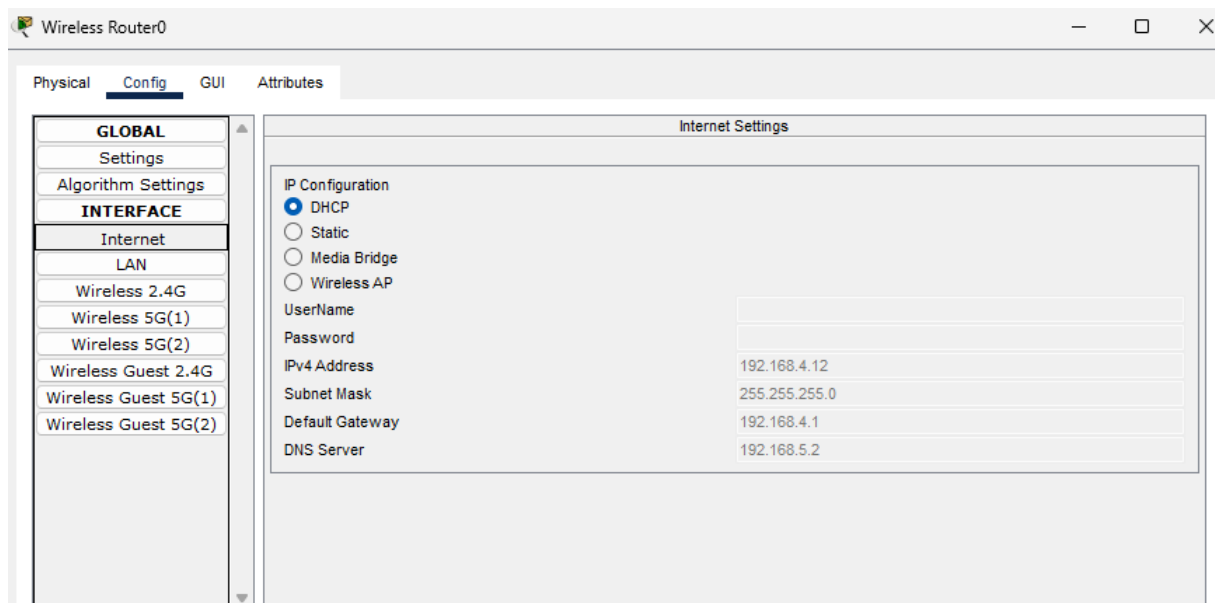 Wireless Router0
Physical Config GUI Attributes
GLOBAL
Settings
Algorithm Settings
INTERFACE
Internet
LAN
Wireless 2.4G
Wireless 5G(1)
Wireless 5G(2)
Wireless Guest 2.4G
Wireless Guest 5G(1)
Wireless Guest 5G(2)
Internet Settings
IP Configuration
DHCP
Static
Media Bridge
Wireless AP
UserName
Password
IPv4 Address 192.168.4.12
Subnet Mask 255.255.255.0
Default Gateway 192.168.4.1
DNS Server 192.168.5.2